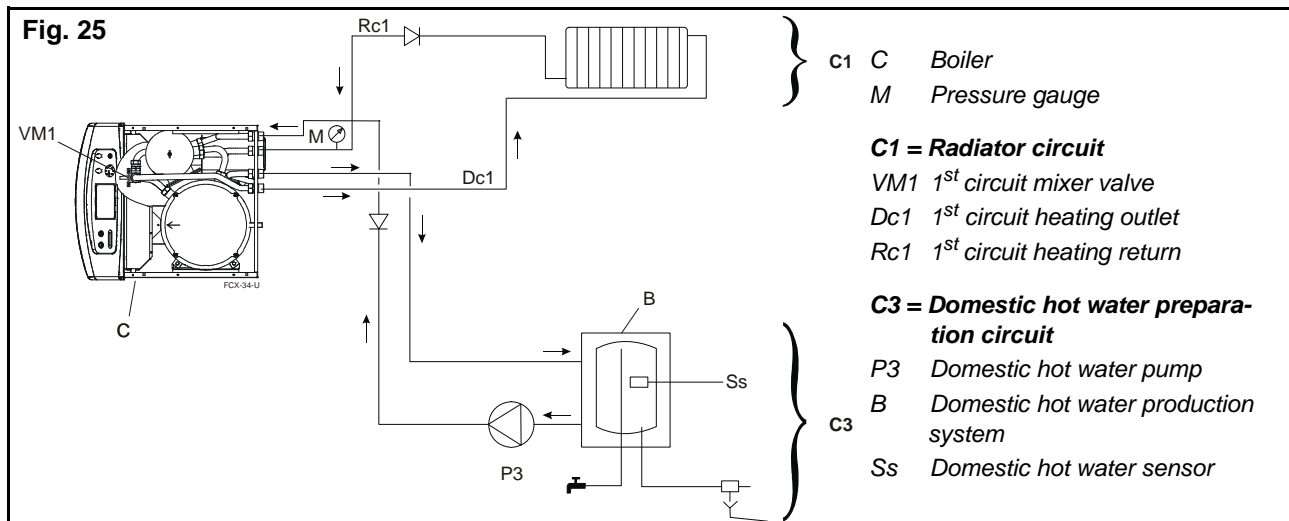 Fig. 25
Rc1
VM1
M
Dc1
FCX-34-U
C
B
Ss
P3
C1
C Boiler
M Pressure gauge
C1 = Radiator circuit
VM1 1st circuit mixer valve
Dc1 1st circuit heating outlet
Rc1 1st circuit heating return
C3
C3 = Domestic hot water prepara-
tion circuit
P3 Domestic hot water pump
B Domestic hot water production
system
Ss Domestic hot water sensor